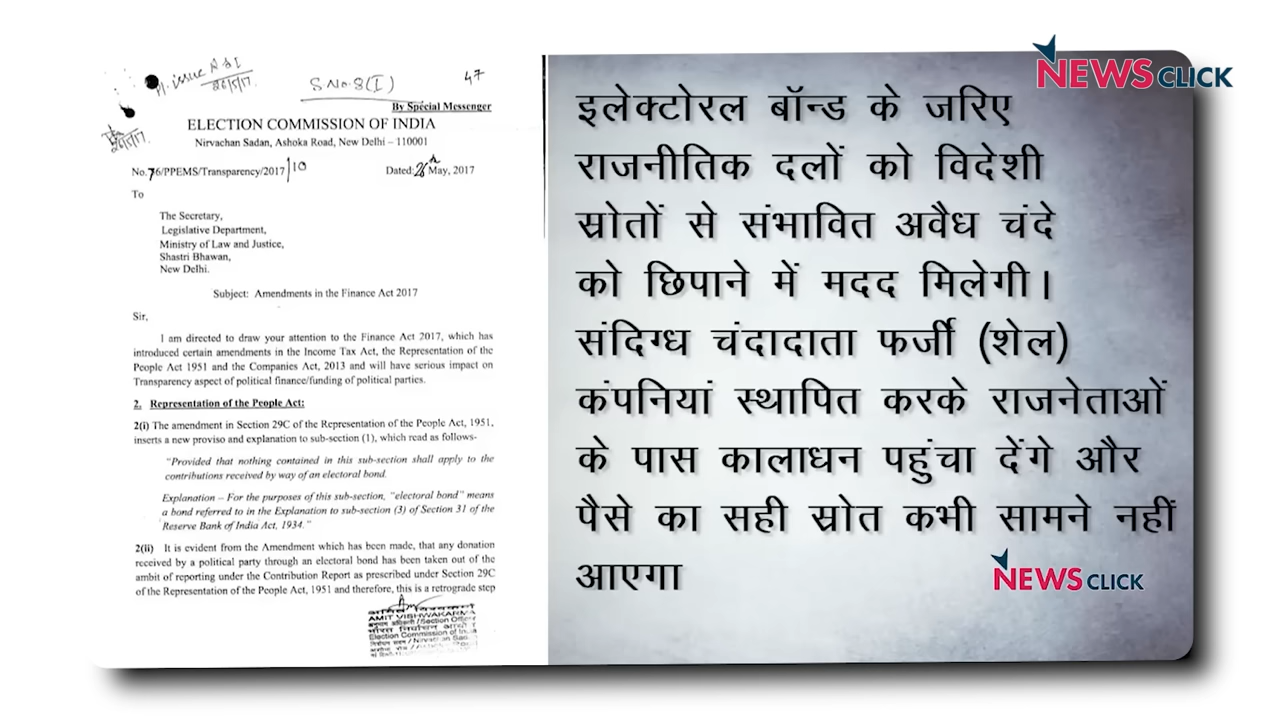 S No. 8(I)
47
By Special Messenger
ELECTION COMMISSION OF INDIA
Nirvachan Sadan, Ashoka Road, New Delhi – 110001
No.76/PPEMS/Transparency/2017/10
Dated: May, 2017
To
The Secretary,
Legislative Department,
Ministry of Law and Justice,
Shastri Bhawan,
New Delhi.
Subject: Amendments in the Finance Act 2017
Sir,
I am directed to draw your attention to the Finance Act 2017, which has
introduced certain amendments in the Income Tax Act, the Representation of the
People Act 1951 and the Companies Act, 2013 and will have serious impact on
Transparency aspect of political finance/funding of political parties.
2. Representation of the People Act:
2(i) The amendment in Section 29C of the Representation of the People Act, 1951,
inserts a new proviso and explanation to sub-section (1), which read as follows-
"Provided that nothing contained in this sub-section shall apply to the
contributions received by way of an electoral bond.
Explanation – For the purposes of this sub-section, "electoral bond" means
a bond referred to in the Explanation to sub-section (3) of Section 31 of the
Reserve Bank of India Act, 1934."
2(ii) It is evident from the Amendment which has been made, that any donation
received by a political party through an electoral bond has been taken out of the
ambit of reporting under the Contribution Report as prescribed under Section 29C
of the Representation of the People Act, 1951 and therefore, this is a retrograde step
AMIT VISHWAKARMA
Election Commission of India
NEWSCLICK
इलेक्टोरल बॉन्ड के जरिए
राजनीतिक दलों को विदेशी
स्रोतों से संभावित अवैध चंदे
को छिपाने में मदद मिलेगी।
संदिग्ध चंदादाता फर्जी (शेल)
कंपनियां स्थापित करके राजनेताओं
के पास कालाधन पहुंचा देंगे और
पैसे का सही स्रोत कभी सामने नहीं
आएगा
NEWSCLICK